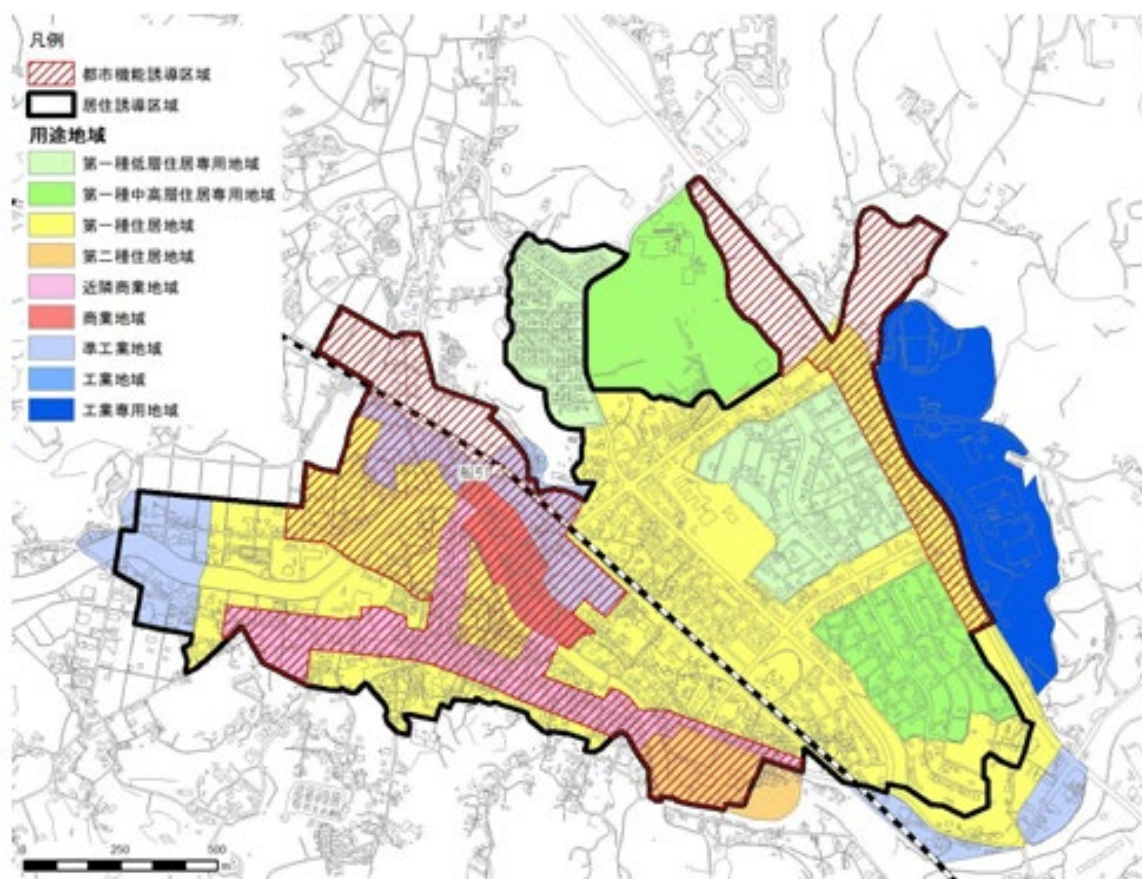 凡例
都市機能誘導区域
居住誘導区域
用途地域
第一種低層住居専用地域
第一種中高層住居専用地域
第一種住居地域
第二種住居地域
近隣商業地域
商業地域
準工業地域
工業地域
工業専用地域
0 250 500
m